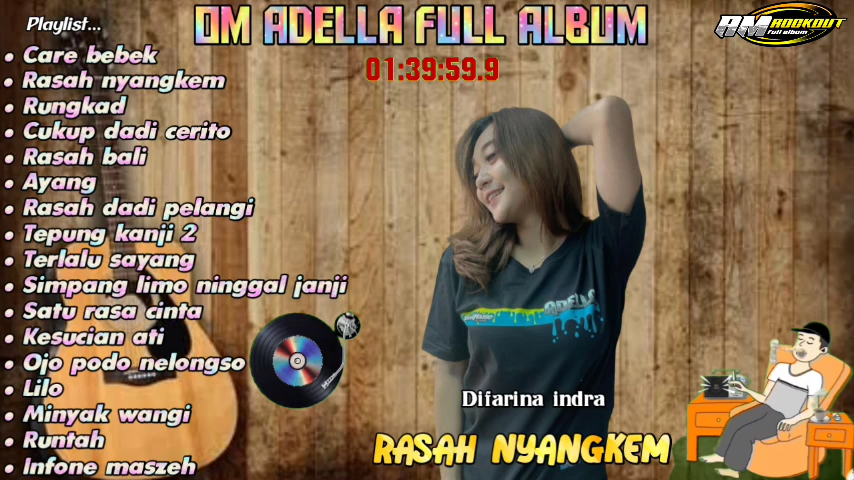 Playlist...
OM ADELLA FULL ALBUM
RM ROOKOUT
full album
01:39:59.9
• Care bebek
• Rasah nyangkem
• Rungkad
• Cukup dadi cerito
• Rasah bali
• Ayang
• Rasah dadi pelangi
• Tepung kanji 2
• Terlalu sayang
• Simpang limo ninggal janji
• Satu rasa cinta
• Kesucian ati
• Ojo podo nelongso
• Lilo
• Minyak wangi
• Runtah
• Infone maszeh
ADELLA
Difarina indra
RASAH NYANGKEM